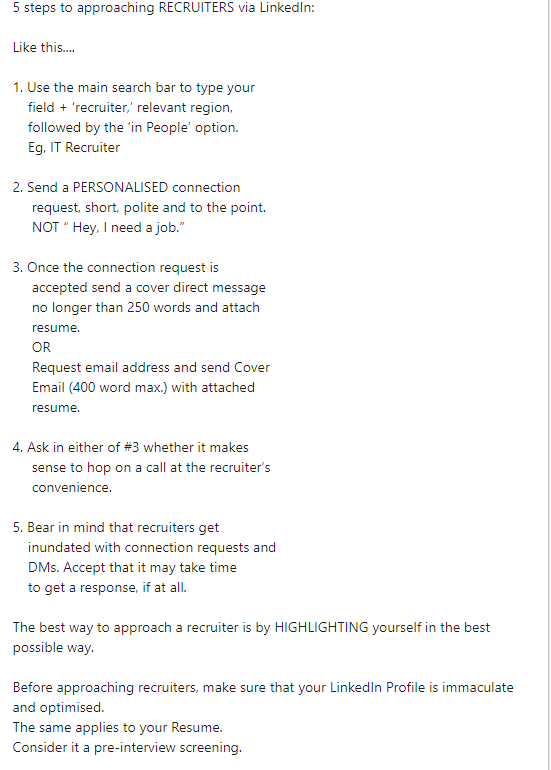 5 steps to approaching RECRUITERS via LinkedIn:
Like this....
1. Use the main search bar to type your
field + 'recruiter,' relevant region,
followed by the 'in People' option.
Eg, IT Recruiter
2. Send a PERSONALISED connection
request, short, polite and to the point.
NOT " Hey, I need a job."
3. Once the connection request is
accepted send a cover direct message
no longer than 250 words and attach
resume.
OR
Request email address and send Cover
Email (400 word max.) with attached
resume.
4. Ask in either of #3 whether it makes
sense to hop on a call at the recruiter's
convenience.
5. Bear in mind that recruiters get
inundated with connection requests and
DMs. Accept that it may take time
to get a response, if at all.
The best way to approach a recruiter is by HIGHLIGHTING yourself in the best
possible way.
Before approaching recruiters, make sure that your LinkedIn Profile is immaculate
and optimised.
The same applies to your Resume.
Consider it a pre-interview screening.